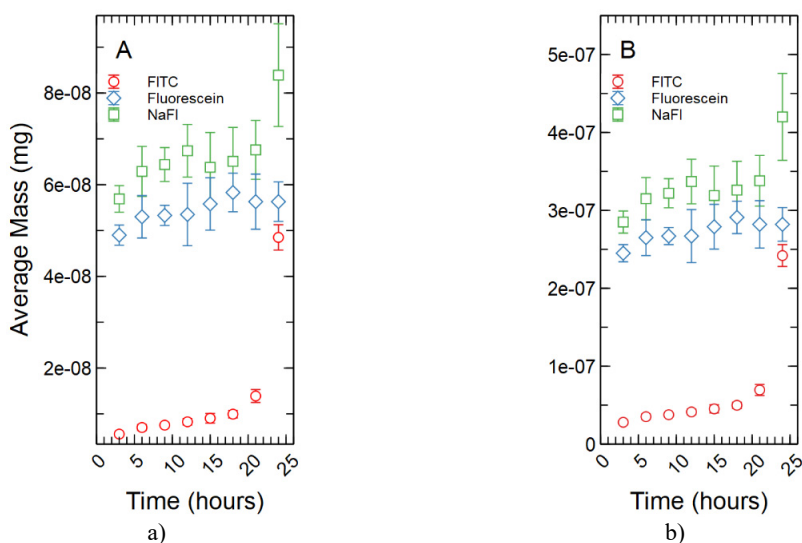 A
FITC
Fluorescein
NaFl
8e-08
6e-08
4e-08
2e-08
Average Mass (mg)
0
5
10
15
20
25
Time (hours)
a)
B
FITC
Fluorescein
NaFl
5e-07
4e-07
3e-07
2e-07
1e-07
0
0
5
10
15
20
25
Time (hours)
b)